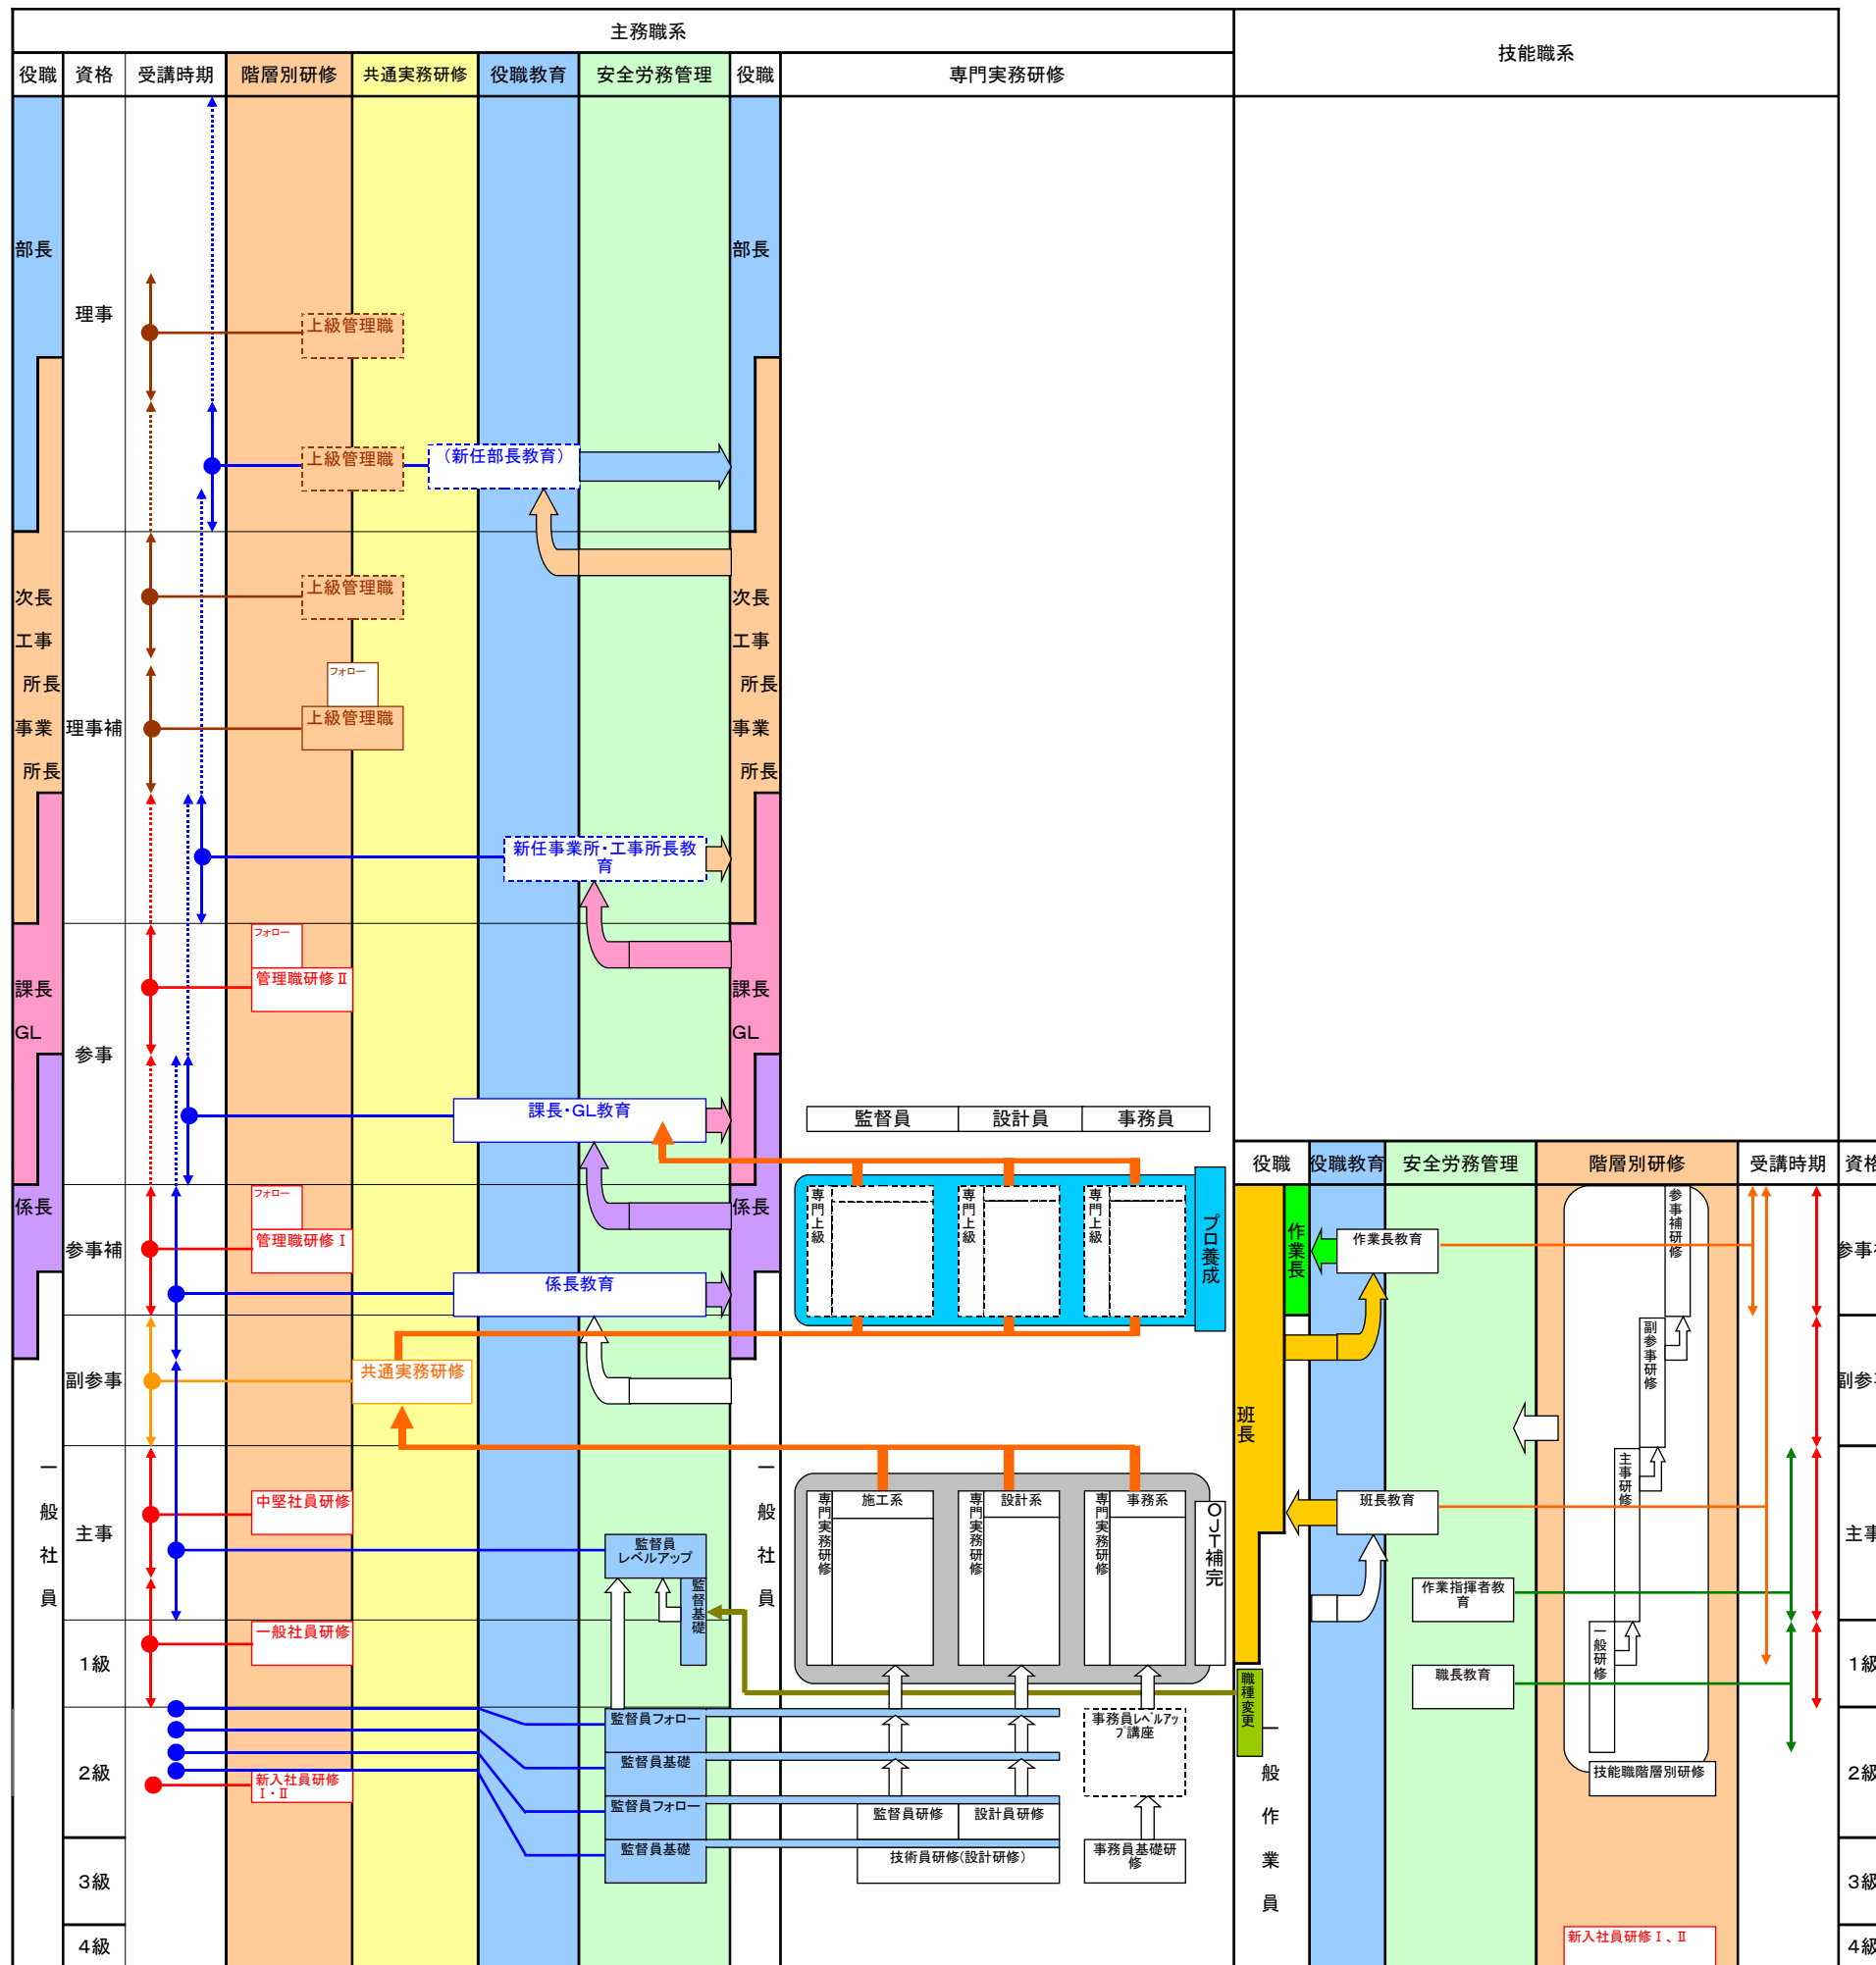 主務職系
技能職系
役職
資格
受講時期
階層別研修
共通実務研修
役職教育
安全労務管理
役職
専門実務研修
部長
部長
理事
上級管理職
上級管理職
（新任部長教育）
次長
工事
所長
事業
所長
次長
工事
所長
事業
所長
上級管理職
フォロー
上級管理職
理事補
新任事業所・工事所長教
育
フォロー
管理職研修Ⅱ
課長
GL
課長
GL
参事
課長・GL教育
監督員
設計員
事務員
係長
係長
フォロー
管理職研修Ⅰ
参事補
係長教育
専門上級
専門上級
専門上級
プロ養成
副参事
共通実務研修
一
般
社
員
一
般
社
員
中堅社員研修
主事
監督員
レベルアップ
監督基礎
専門実務研修
施工系
専門実務研修
設計系
専門実務研修
事務系
OJT補完
一般社員研修
1級
監督員フォロー
監督員基礎
監督員フォロー
監督員基礎
2級
新入社員研修
Ⅰ・Ⅱ
事務員ﾚﾍﾞﾙｱｯ
ﾌﾟ講座
監督員研修
設計員研修
技術員研修(設計研修)
事務員基礎研
修
3級
4級
役職
役職教育
安全労務管理
階層別研修
受講時期
資格
作業長
作業長教育
参事補研修
参事補
副参事研修
副参事
班長
班長教育
主事研修
主事
作業指揮者教
育
一般研修
職長教育
1級
職種変更
一
般
作
業
員
技能職階層別研修
2級
3級
新入社員研修Ⅰ、Ⅱ
4級